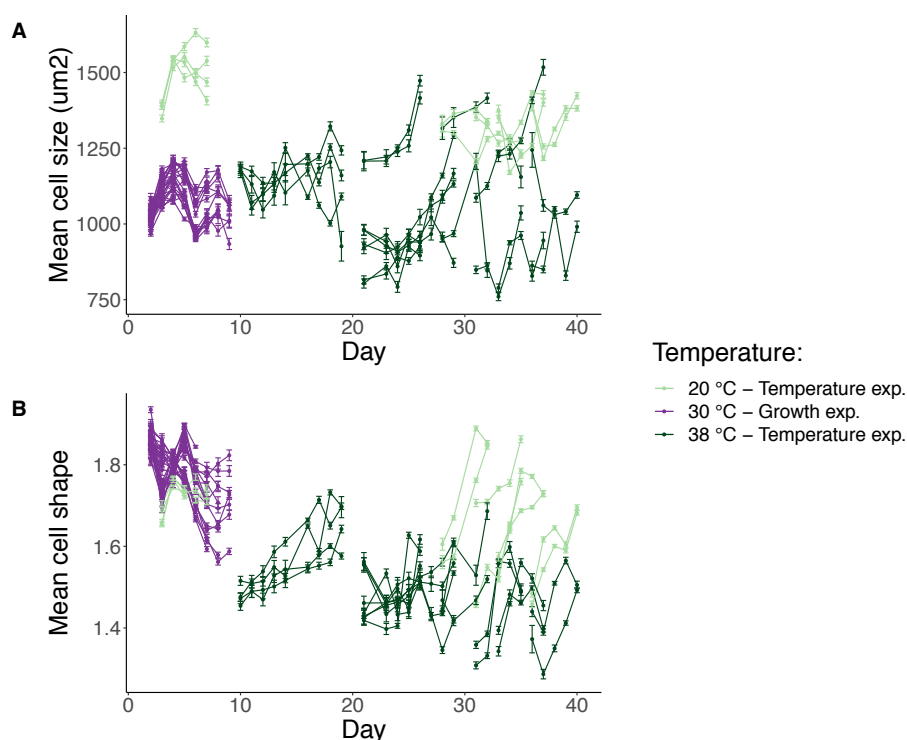 A
Mean cell size (um2)
1500
1250
1000
750
0 10 20 30 40
Day
Temperature:
20 °C − Temperature exp.
30 °C − Growth exp.
38 °C − Temperature exp.
B
Mean cell shape
1.8
1.6
1.4
0 10 20 30 40
Day